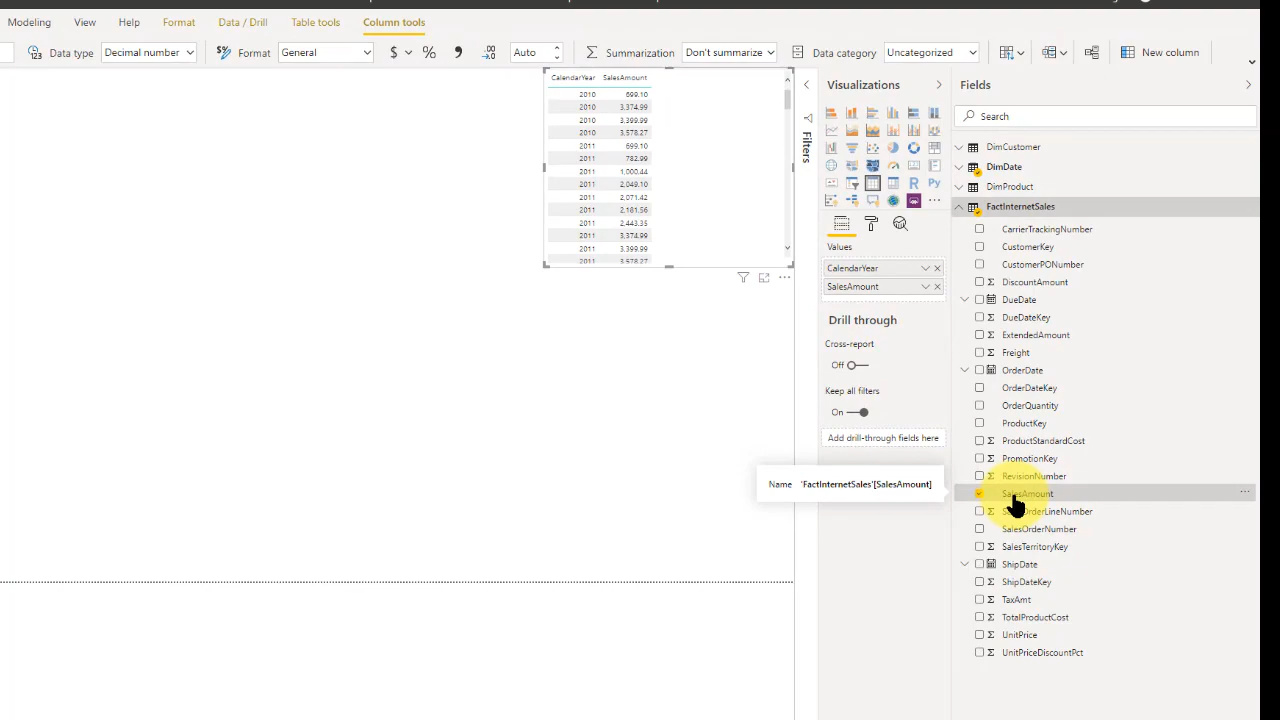 Modeling View Help Format Data / Drill Table tools Column tools
Data type Decimal number Format General $ % Auto Summarization Don't summarize Data category Uncategorized New column
CalendarYear SalesAmount
2010 699.10
2010 3,374.99
2010 3,399.99
2010 3,578.27
2011 699.10
2011 782.99
2011 1,000.44
2011 2,049.10
2011 2,071.42
2011 2,181.56
2011 2,443.35
2011 3,374.99
2011 3,399.99
2011 3,578.27
Filters
Visualizations
R Py
Values
CalendarYear
SalesAmount
Drill through
Cross-report
Off
Keep all filters
On
Add drill-through fields here
Name 'FactInternetSales'[SalesAmount]
Fields
Search
DimCustomer
DimDate
DimProduct
FactInternetSales
CarrierTrackingNumber
CustomerKey
CustomerPONumber
DiscountAmount
DueDate
DueDateKey
ExtendedAmount
Freight
OrderDate
OrderDateKey
OrderQuantity
ProductKey
ProductStandardCost
PromotionKey
RevisionNumber
SalesAmount
SalesOrderLineNumber
SalesOrderNumber
SalesTerritoryKey
ShipDate
ShipDateKey
TaxAmt
TotalProductCost
UnitPrice
UnitPriceDiscountPct